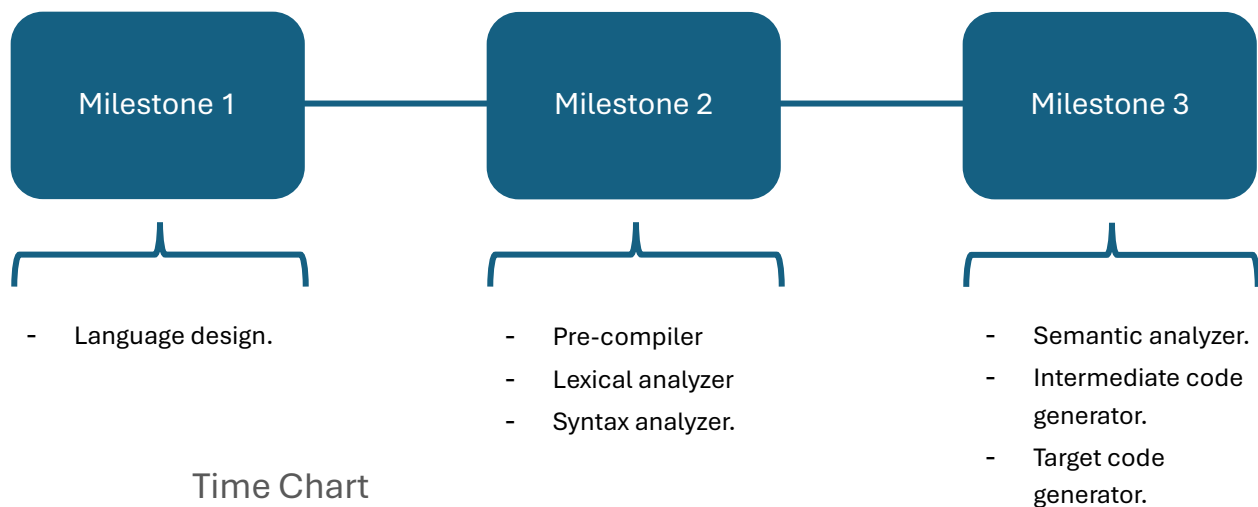 Milestone 1
Milestone 2
Milestone 3
- Language design.
- Pre-compiler
- Lexical analyzer
- Syntax analyzer.
- Semantic analyzer.
- Intermediate code
generator.
- Target code
generator.
Time Chart